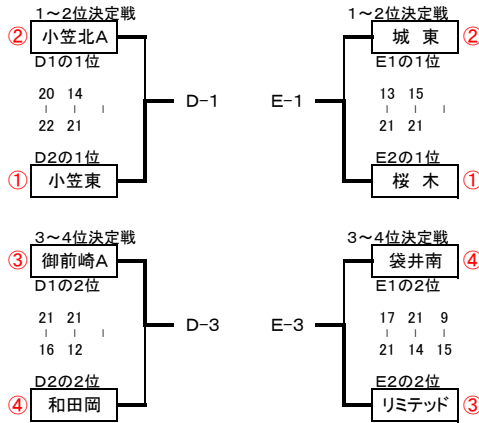 1～2位決定戦
② 小笠北A
D1の1位
20 14
| | |
22 21
D2の1位
① 小笠東
D-1
1～2位決定戦
城 東 ②
E1の1位
13 15
| | |
21 21
E2の1位
桜 木 ①
E-1
3～4位決定戦
③ 御前崎A
D1の2位
21 21
| | |
16 12
D2の2位
④ 和田岡
D-3
3～4位決定戦
袋井南 ④
E1の2位
17 21 9
| | |
21 14 15
E2の2位
リミテッド ③
E-3